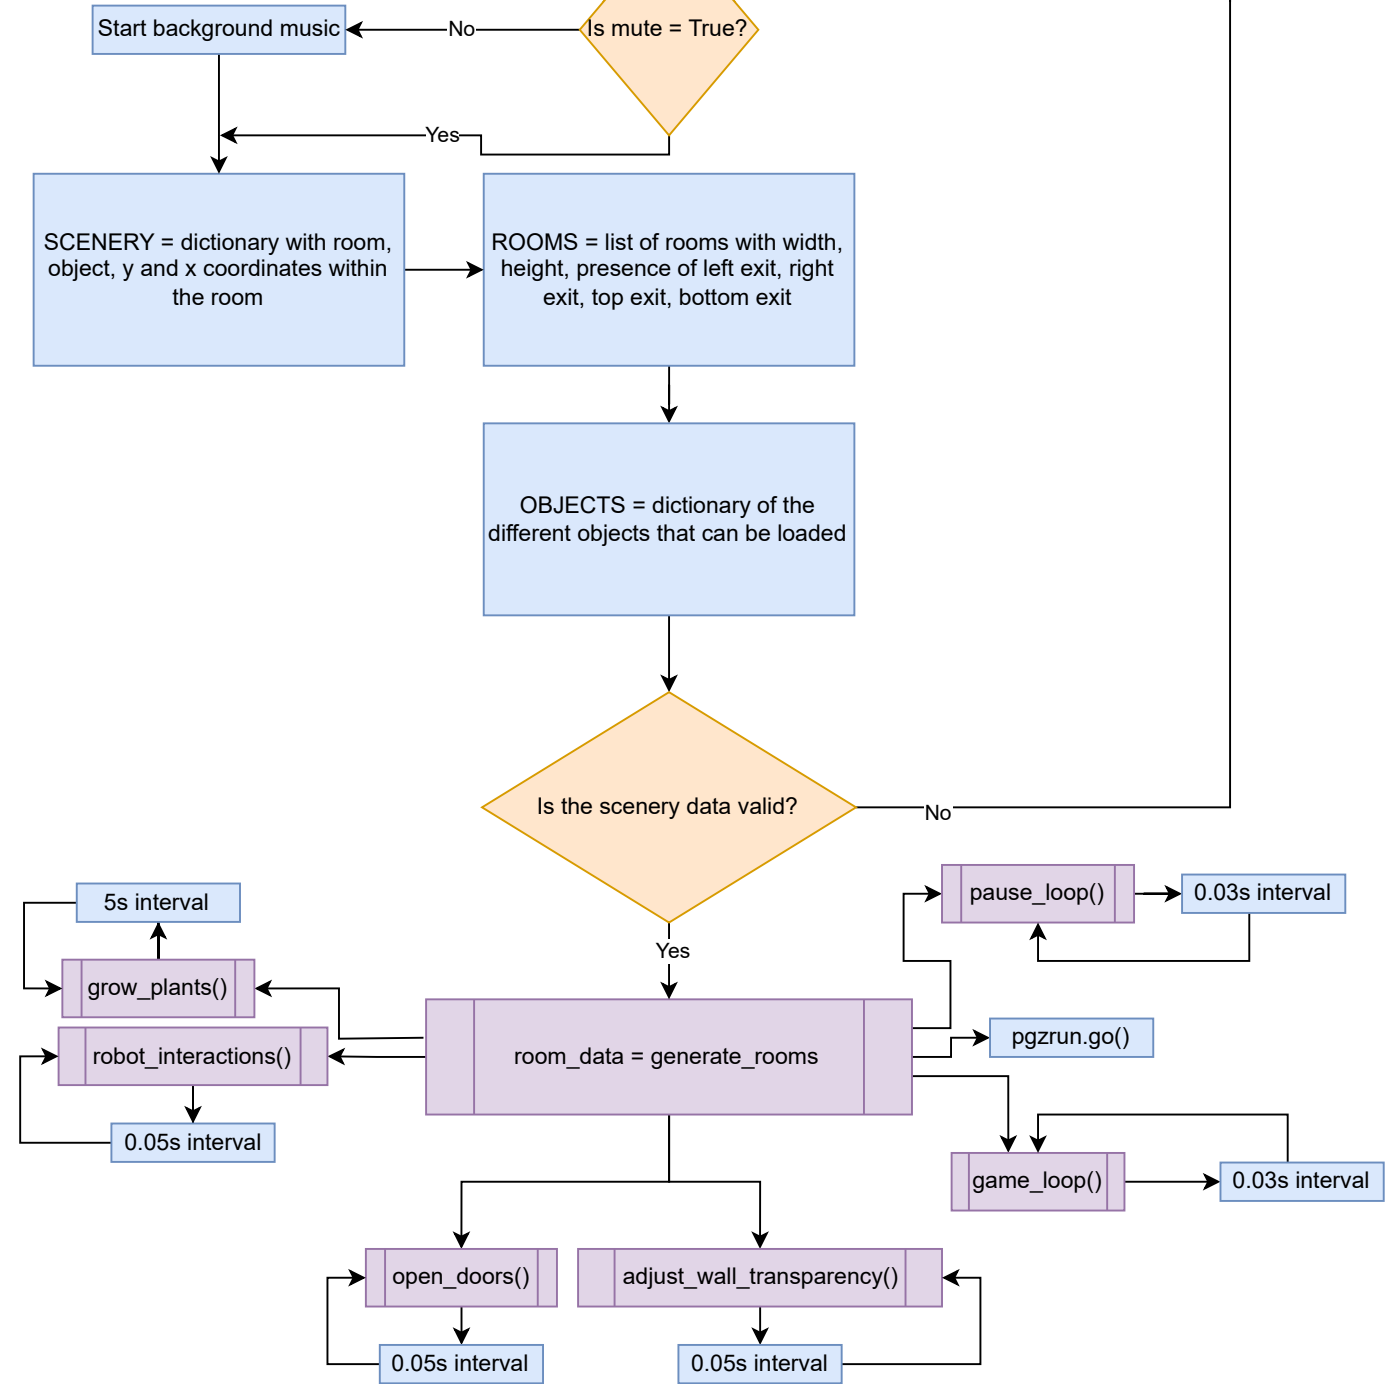 Start background music
No
Is mute = True?
Yes
SCENERY = dictionary with room,
object, y and x coordinates within
the room
ROOMS = list of rooms with width,
height, presence of left exit, right
exit, top exit, bottom exit
OBJECTS = dictionary of the
different objects that can be loaded
Is the scenery data valid?
No
Yes
5s interval
grow_plants()
robot_interactions()
0.05s interval
room_data = generate_rooms
pause_loop()
0.03s interval
pgzrun.go()
game_loop()
0.03s interval
open_doors()
0.05s interval
adjust_wall_transparency()
0.05s interval